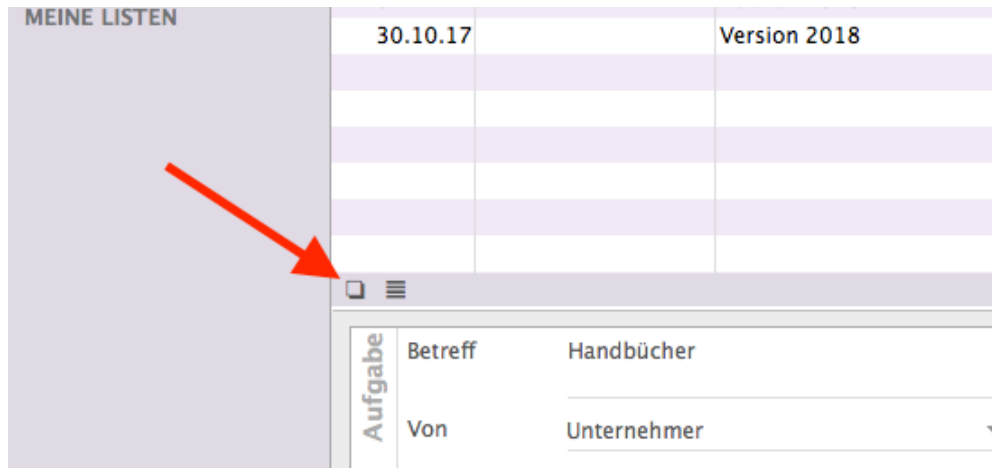 MEINE LISTEN
30.10.17 Version 2018
Aufgabe
Betreff Handbücher
Von Unternehmer